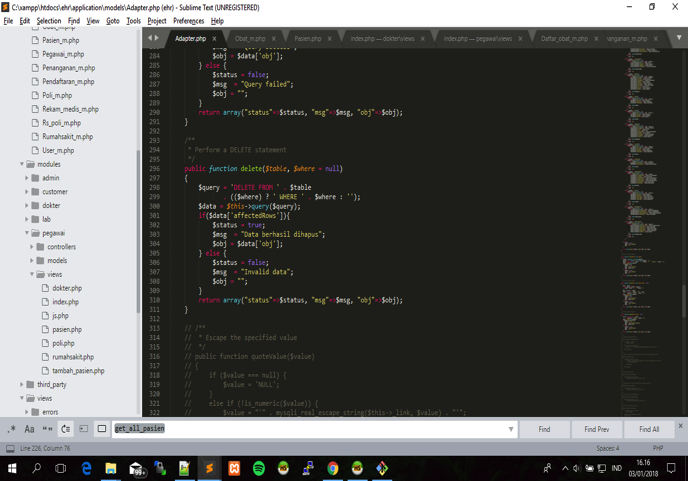 C:\xampp\htdocs\ehr\application\models\Adapter.php (ehr) - Sublime Text (UNREGISTERED)
File Edit Selection Find View Goto Tools Project Preferences Help
Pasien_m.php
Pegawai_m.php
Penanganan_m.php
Pendaftaran_m.php
Poli_m.php
Rekam_medis_m.php
Rs_poli_m.php
Rumahsakit_m.php
User_m.php
modules
admin
customer
dokter
lab
pegawai
controllers
models
views
dokter.php
index.php
js.php
pasien.php
poli.php
rumahsakit.php
tambah_pasien.php
third_party
views
errors
Adapter.php × Obat_m.php × Pasien.php × index.php — dokter\views × index.php — pegawai\views × Daftar_obat_m.php × nanganan_m.php ×
284 $obj = $data['obj'];
285 } else {
286 $status = false;
287 $msg = "Query failed";
288 $obj = "";
289 }
290 return array("status"=>$status, "msg"=>$msg, "obj"=>$obj);
291 }
292
293 /**
294 * Perform a DELETE statement
295 */
296 public function delete($table, $where = null)
297 {
298 $query = "DELETE FROM " . $table
299 . (($where) ? ' WHERE ' . $where : '');
300 $data = $this->query($query);
301 if($data['affectedRows']){
302 $status = true;
303 $msg = "Data berhasil dihapus";
304 $obj = $data['obj'];
305 } else {
306 $status = false;
307 $msg = "Invalid data";
308 $obj = "";
309 }
310 return array("status"=>$status, "msg"=>$msg, "obj"=>$obj);
311 }
312
313 // /**
314 // * Escape the specified value
315 // */
316 // public function quoteValue($value)
317 // {
318 // if ($value === null) {
319 // $value = 'NULL';
320 // }
321 // else if (!is_numeric($value)) {
322 // $value = "'" . mysqli_real_escape_string($this->_link, $value) . "'";
.* Aa “” get_all_pasien Find Find Prev Find All
Line 226, Column 76 Spaces: 4 PHP
99+
IND
16.16
03/01/2018